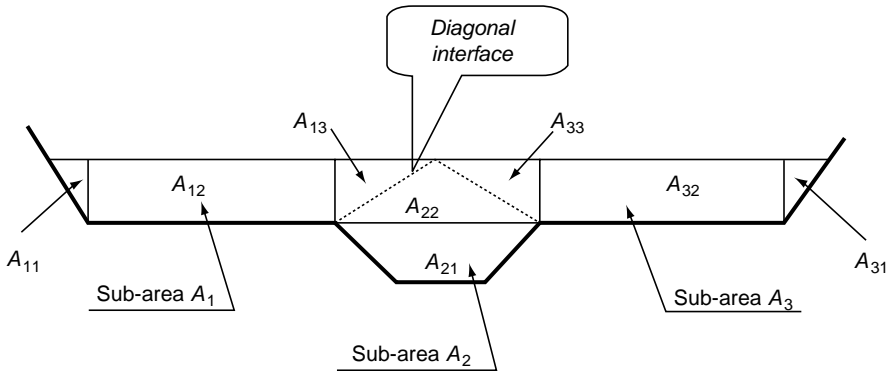 Diagonal
interface
A13
A33
A12
A32
A22
A11
A21
A31
Sub-area A1
Sub-area A3
Sub-area A2